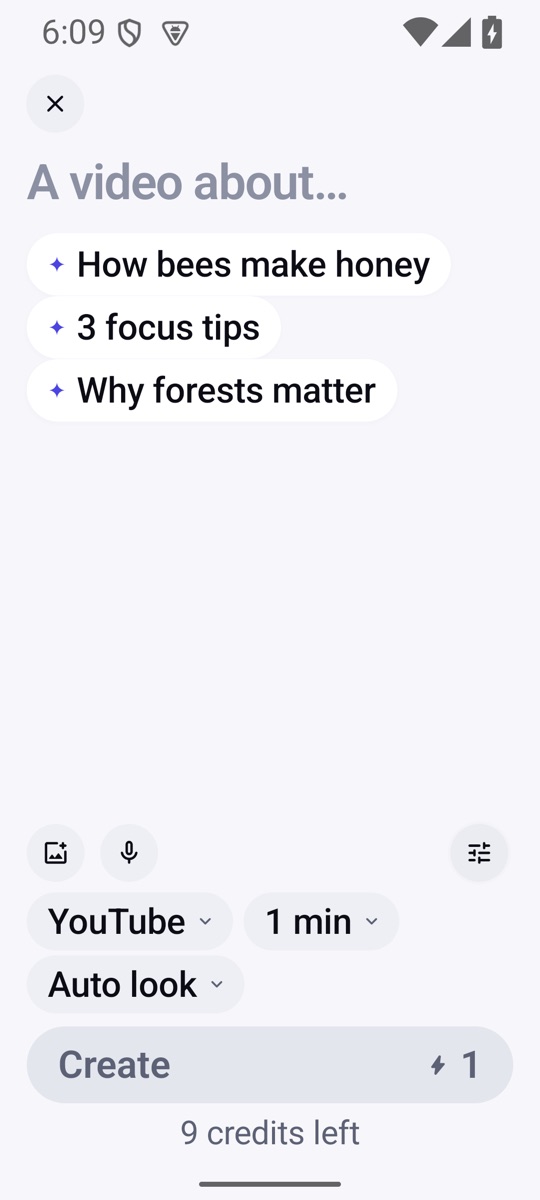 6:09
A video about…
How bees make honey
3 focus tips
Why forests matter
YouTube
1 min
Auto look
Create
1
9 credits left